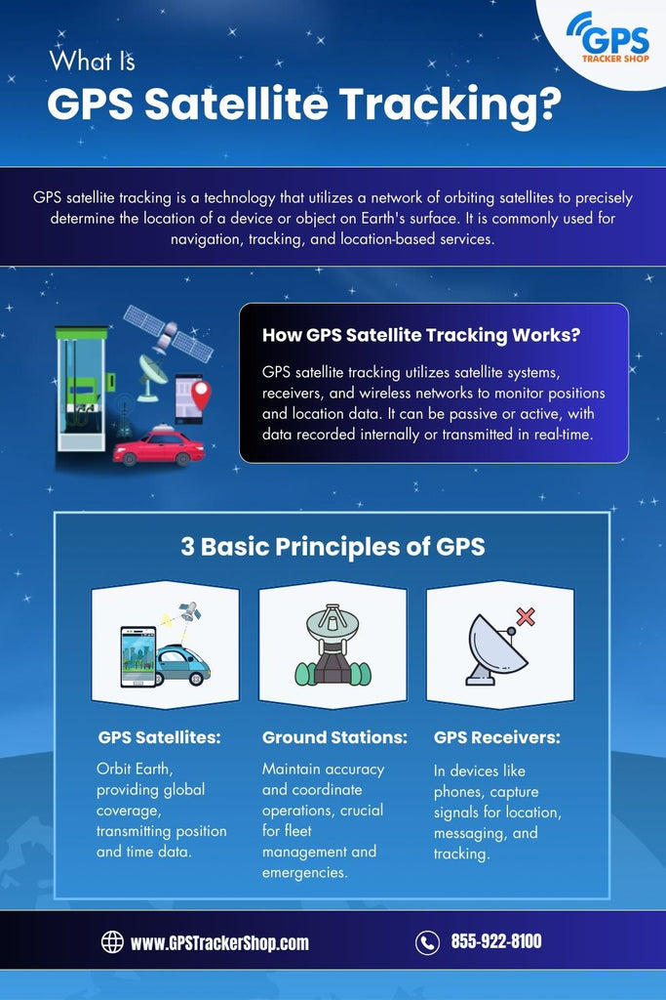 GPS
TRACKER SHOP
What Is
GPS Satellite Tracking?
GPS satellite tracking is a technology that utilizes a network of orbiting satellites to precisely
determine the location of a device or object on Earth's surface. It is commonly used for
navigation, tracking, and location-based services.
How GPS Satellite Tracking Works?
GPS satellite tracking utilizes satellite systems,
receivers, and wireless networks to monitor positions
and location data. It can be passive or active, with
data recorded internally or transmitted in real-time.
3 Basic Principles of GPS
GPS Satellites:
Orbit Earth,
providing global
coverage,
transmitting position
and time data.
Ground Stations:
Maintain accuracy
and coordinate
operations, crucial
for fleet
management and
emergencies.
GPS Receivers:
In devices like
phones, capture
signals for location,
messaging, and
tracking.
www.GPSTrackerShop.com
855-922-8100